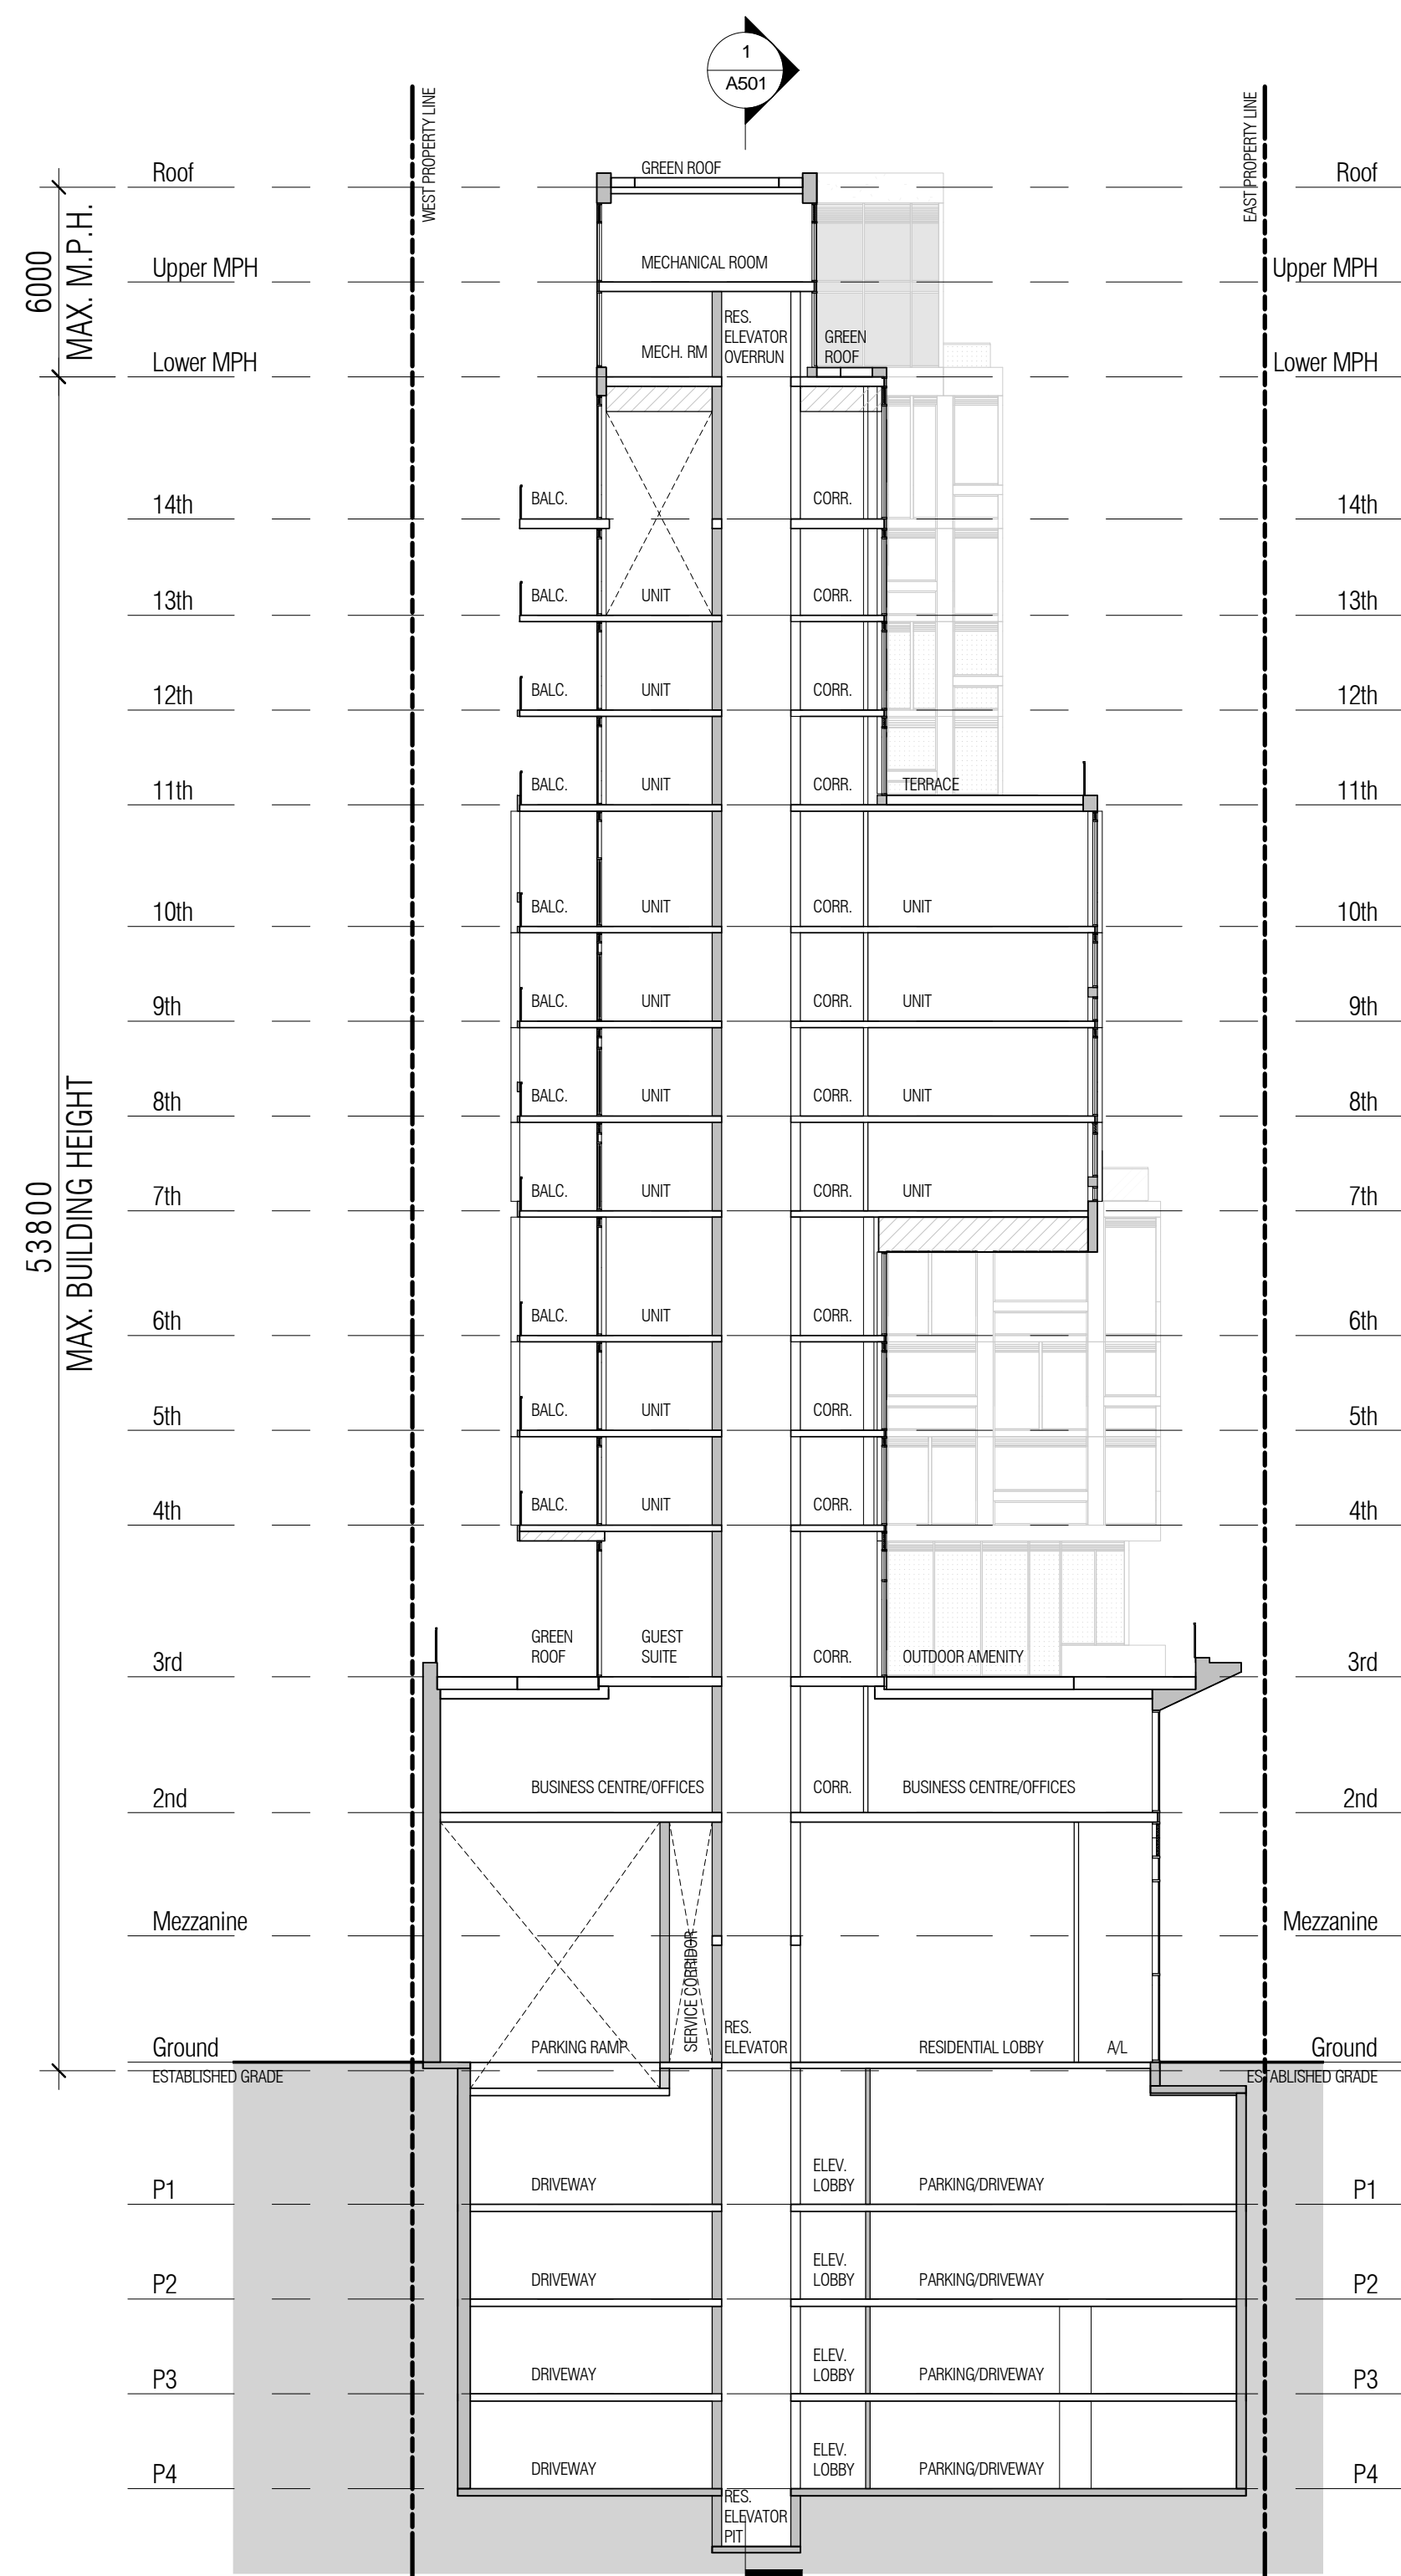 1
A501
WEST PROPERTY LINE
EAST PROPERTY LINE
Roof
GREEN ROOF
Roof
6000
MAX. M.P.H.
Upper MPH
MECHANICAL ROOM
Upper MPH
Lower MPH
MECH. RM
RES.
ELEVATOR
OVERRUN
GREEN
ROOF
Lower MPH
14th
BALC.
CORR.
14th
13th
BALC.
UNIT
CORR.
13th
12th
BALC.
UNIT
CORR.
12th
11th
BALC.
UNIT
CORR.
TERRACE
11th
10th
BALC.
UNIT
CORR.
UNIT
10th
9th
BALC.
UNIT
CORR.
UNIT
9th
8th
BALC.
UNIT
CORR.
UNIT
8th
53800
MAX. BUILDING HEIGHT
7th
BALC.
UNIT
CORR.
UNIT
7th
6th
BALC.
UNIT
CORR.
6th
5th
BALC.
UNIT
CORR.
5th
4th
BALC.
UNIT
CORR.
4th
3rd
GREEN
ROOF
GUEST
SUITE
CORR.
OUTDOOR AMENITY
3rd
2nd
BUSINESS CENTRE/OFFICES
CORR.
BUSINESS CENTRE/OFFICES
2nd
Mezzanine
SERVICE CORRIDOR
Mezzanine
Ground
PARKING RAMP
RES.
ELEVATOR
RESIDENTIAL LOBBY
A/L
Ground
ESTABLISHED GRADE
ESTABLISHED GRADE
P1
DRIVEWAY
ELEV.
LOBBY
PARKING/DRIVEWAY
P1
P2
DRIVEWAY
ELEV.
LOBBY
PARKING/DRIVEWAY
P2
P3
DRIVEWAY
ELEV.
LOBBY
PARKING/DRIVEWAY
P3
P4
DRIVEWAY
ELEV.
LOBBY
PARKING/DRIVEWAY
P4
RES.
ELEVATOR
PIT